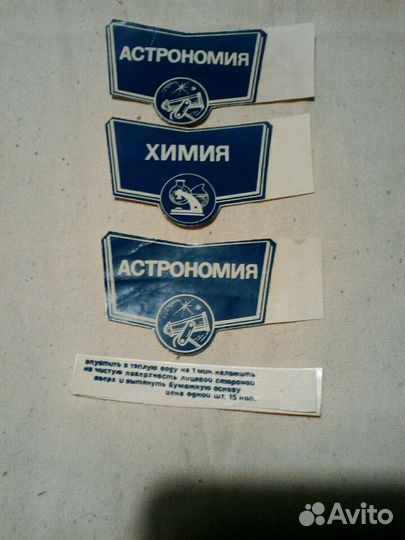 АСТРОНОМИЯ
ХИМИЯ
АСТРОНОМИЯ
опустить в теплую воду на 1 мин. наложить
на чистую поверхность лицевой стороной
вверх и вытянуть бумажную основу
цена одной шт. 15 коп.
Avito